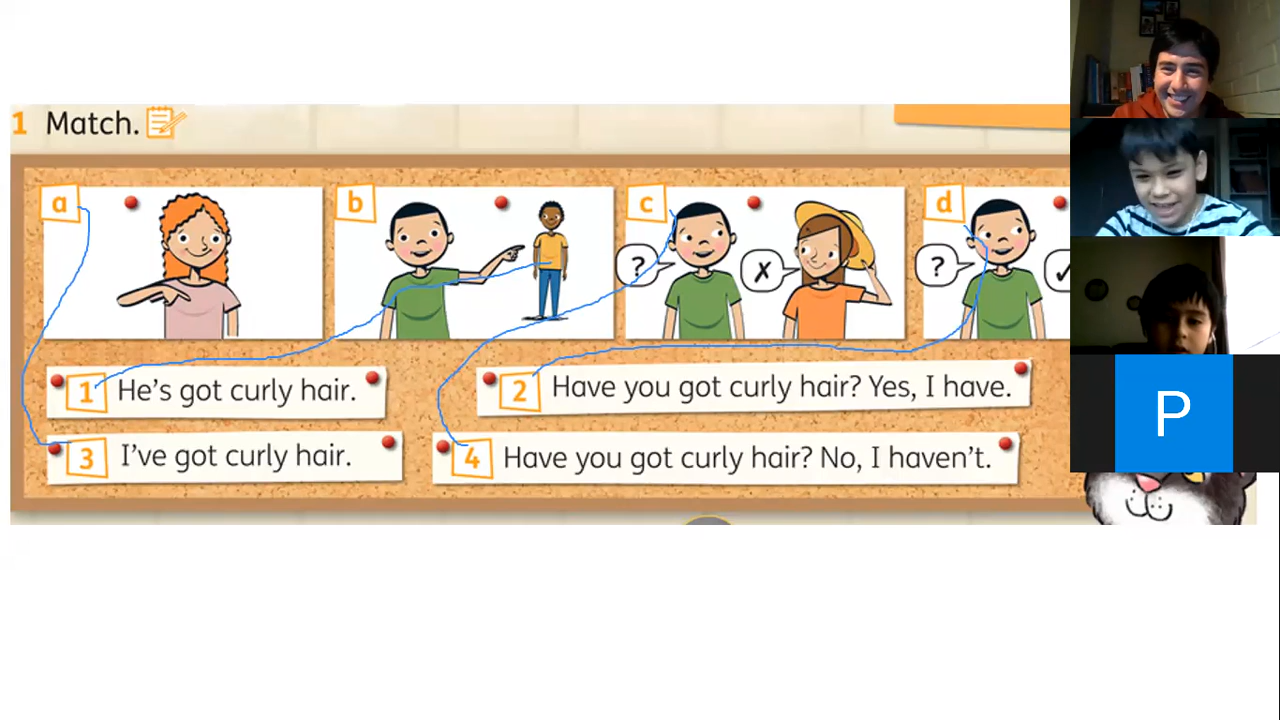 1 Match.
a b c d
? ✗ ? ✓
1 He's got curly hair.
2 Have you got curly hair? Yes, I have.
3 I've got curly hair.
4 Have you got curly hair? No, I haven't.
P